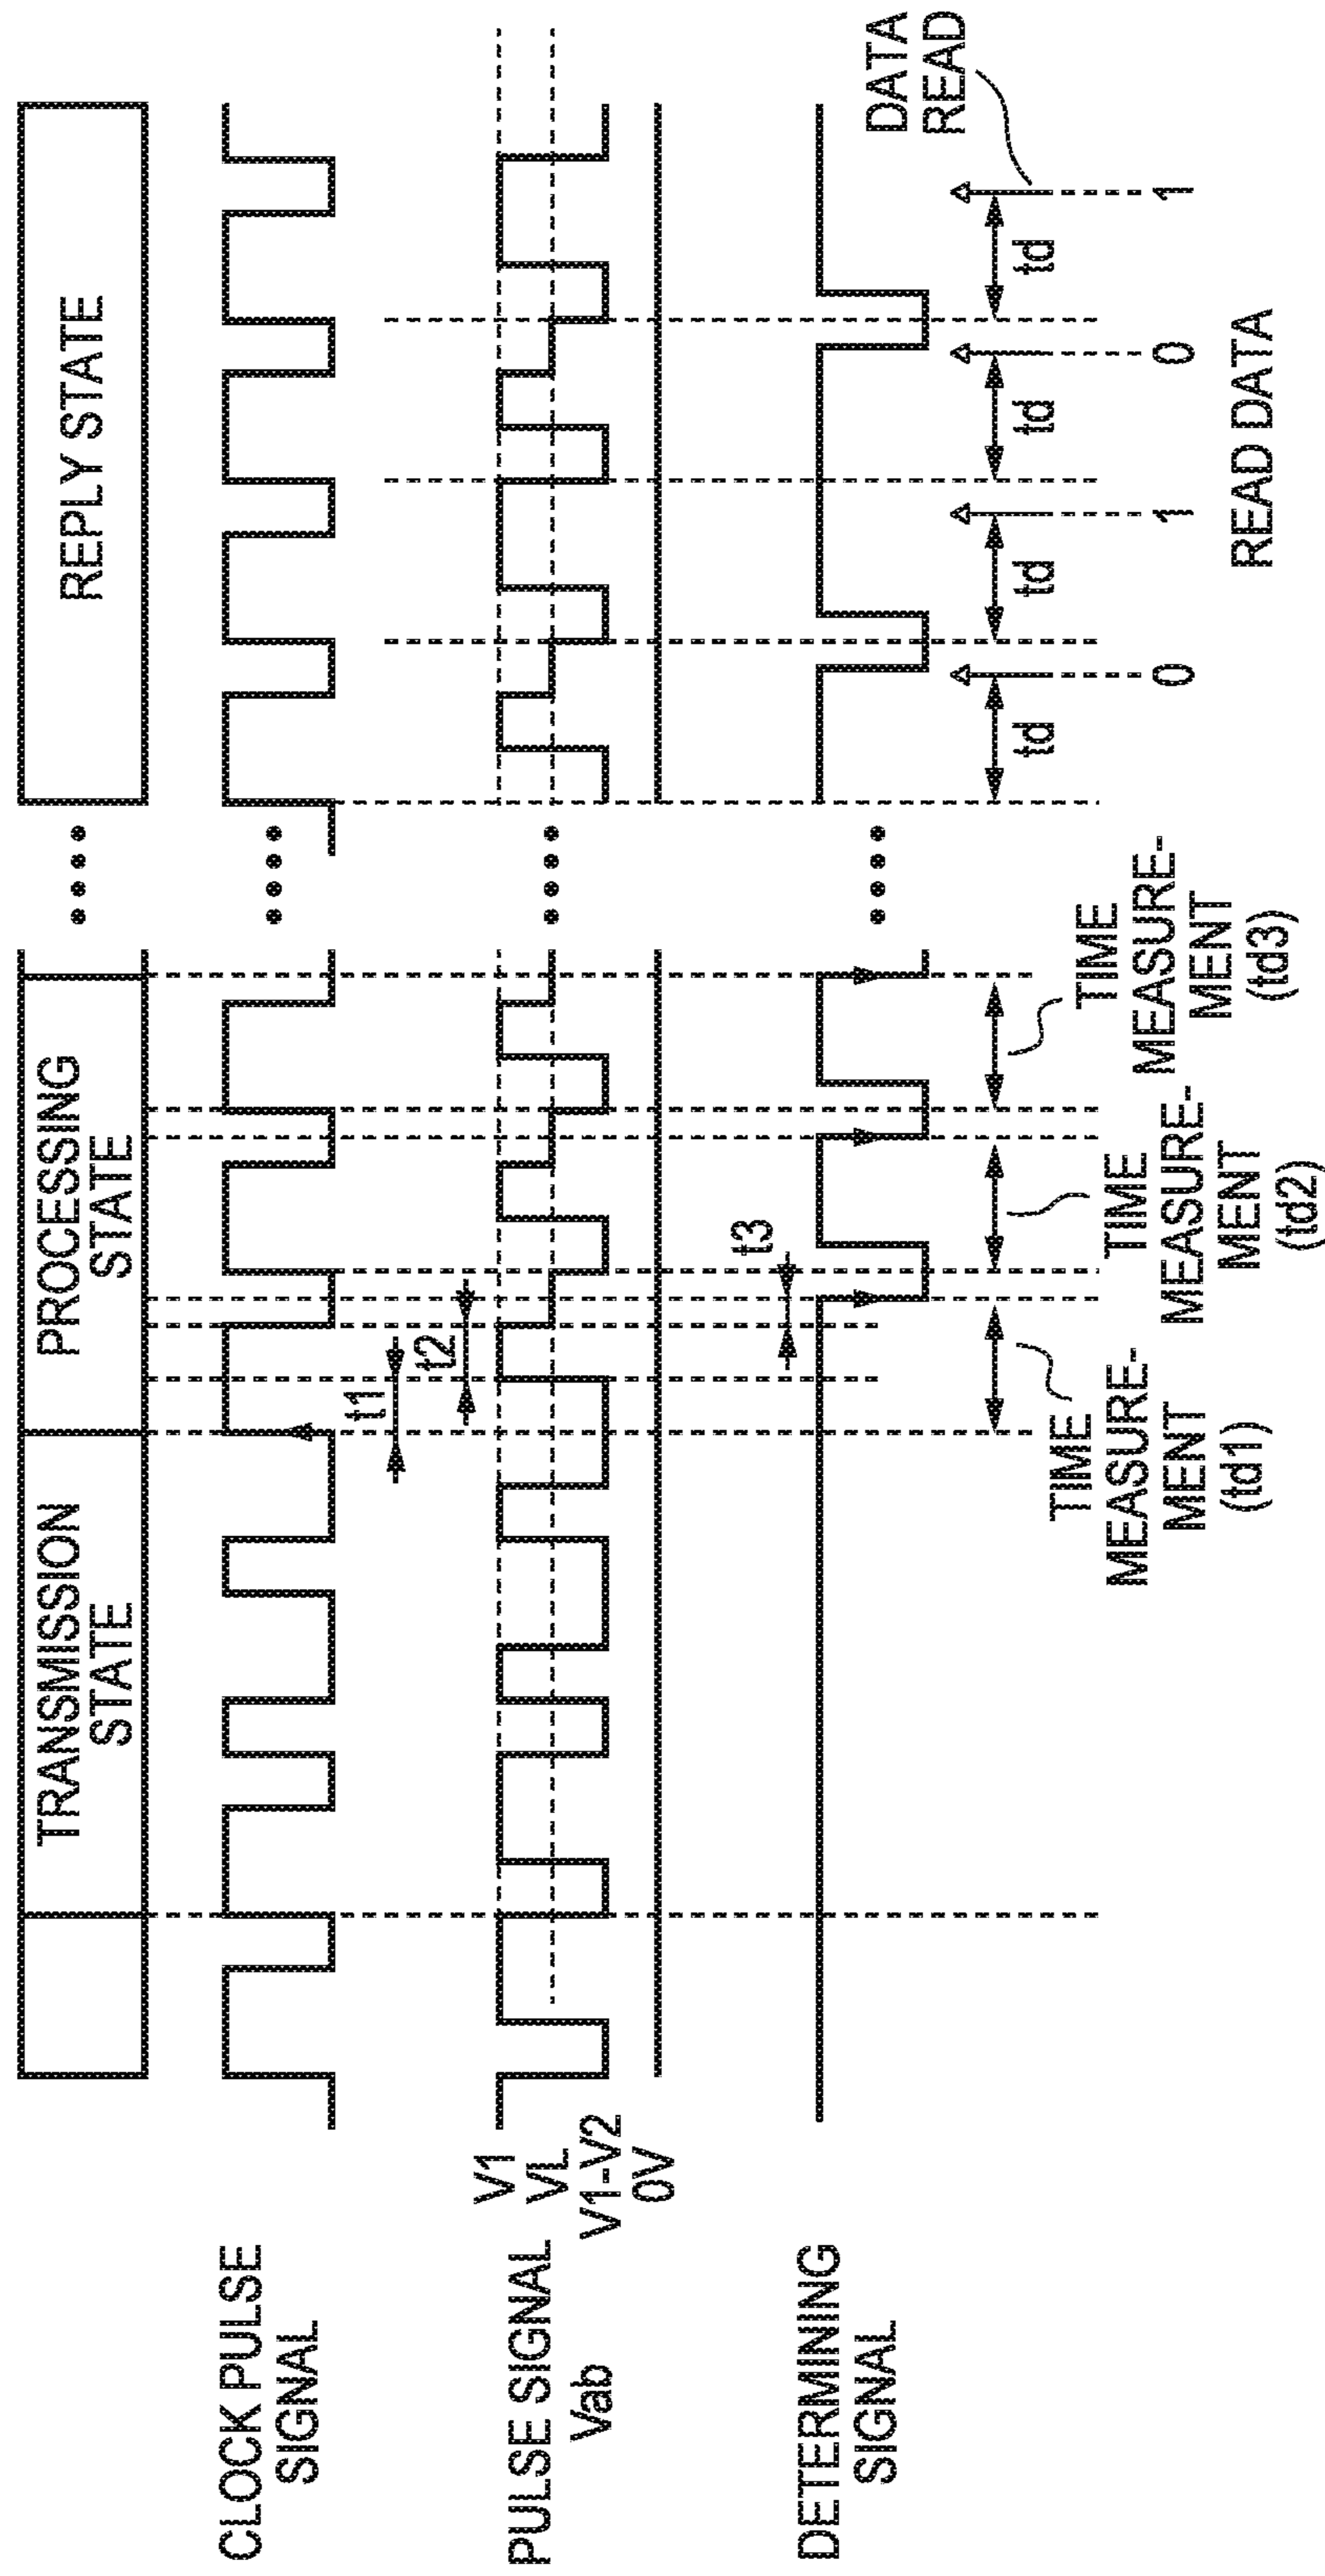 TRANSMISSION
STATE
PROCESSING
STATE
REPLY STATE
CLOCK PULSE
SIGNAL
t1
t2
PULSE SIGNAL
Vab
V1
VL
V1-V2
0V
t3
DETERMINING
SIGNAL
DATA
READ
td
td
td
td
TIME
MEASURE-
MENT
(td1)
TIME
MEASURE-
MENT
(td2)
TIME
MEASURE-
MENT
(td3)
0
1
0
1
READ DATA